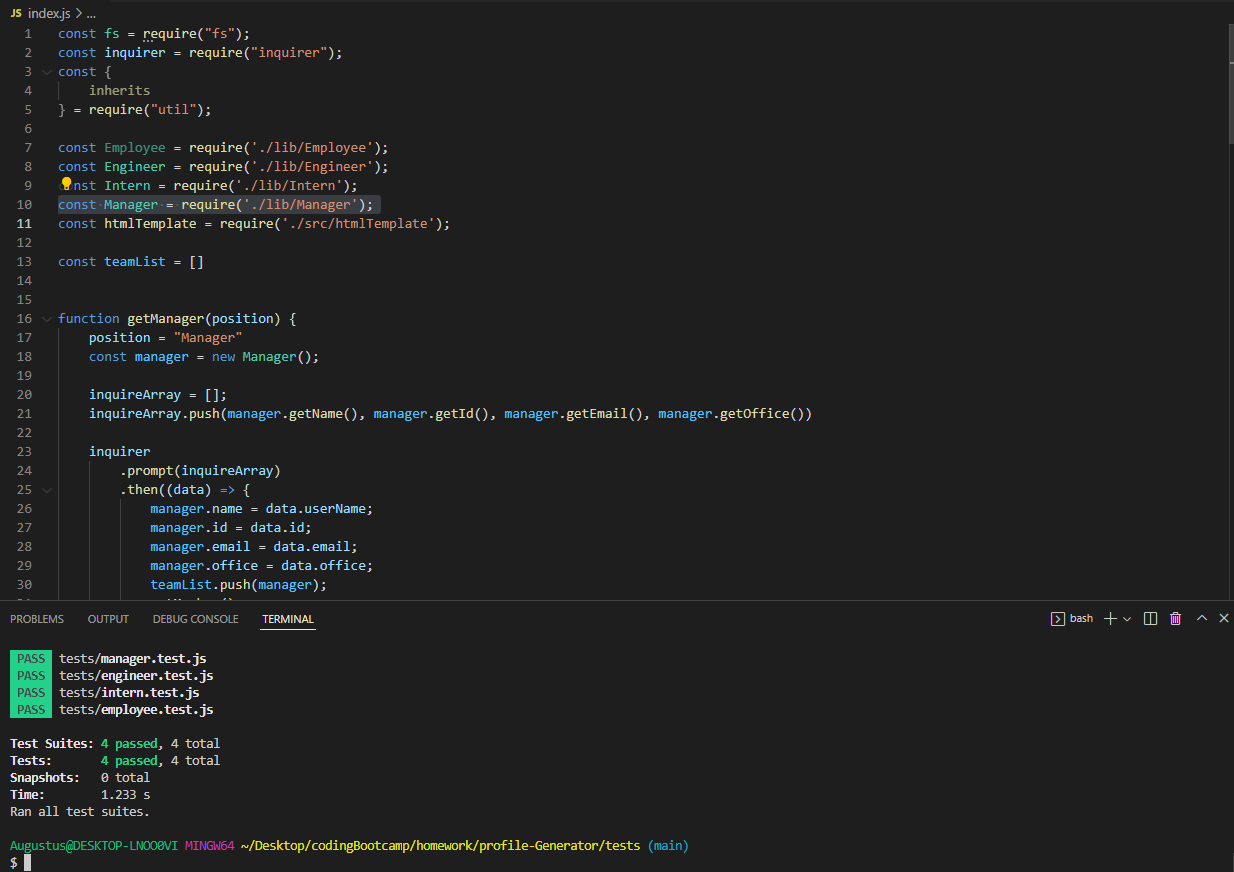 JS index.js > ...
1 const fs = require("fs");
2 const inquirer = require("inquirer");
3 const {
4 inherits
5 } = require("util");
6
7 const Employee = require('./lib/Employee');
8 const Engineer = require('./lib/Engineer');
9 const Intern = require('./lib/Intern');
10 const Manager = require('./lib/Manager');
11 const htmlTemplate = require('./src/htmlTemplate');
12
13 const teamList = []
14
15
16 function getManager(position) {
17 position = "Manager"
18 const manager = new Manager();
19
20 inquireArray = [];
21 inquireArray.push(manager.getName(), manager.getId(), manager.getEmail(), manager.getOffice())
22
23 inquirer
24 .prompt(inquireArray)
25 .then((data) => {
26 manager.name = data.userName;
27 manager.id = data.id;
28 manager.email = data.email;
29 manager.office = data.office;
30 teamList.push(manager);
PROBLEMS OUTPUT DEBUG CONSOLE TERMINAL bash
PASS tests/manager.test.js
PASS tests/engineer.test.js
PASS tests/intern.test.js
PASS tests/employee.test.js
Test Suites: 4 passed, 4 total
Tests: 4 passed, 4 total
Snapshots: 0 total
Time: 1.233 s
Ran all test suites.
Augustus@DESKTOP-LNOO0VI MINGW64 ~/Desktop/codingBootcamp/homework/profile-Generator/tests (main)
$